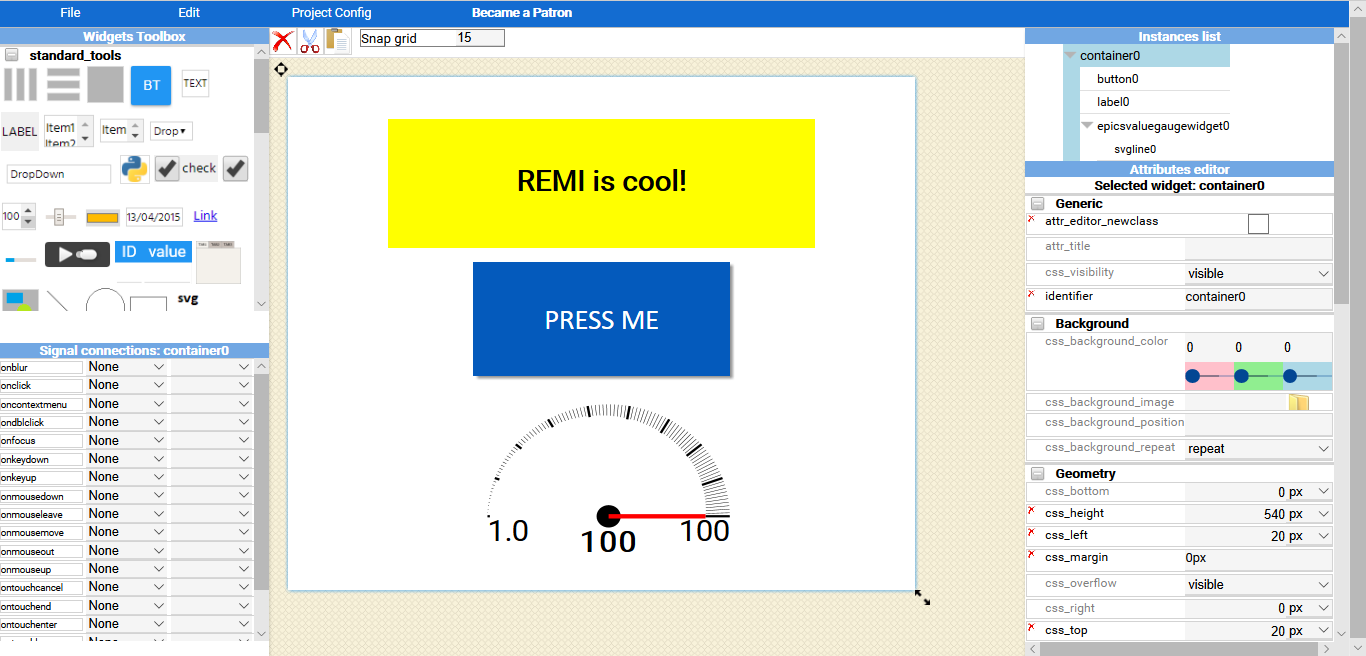 File Edit Project Config Became a Patron
Widgets Toolbox
standard_tools
BT TEXT
LABEL Item1 Item Drop▾
Item2
DropDown check
100 13/04/2015 Link
ID value
svg
Signal connections: container0
onblur None
onclick None
oncontextmenu None
ondblclick None
onfocus None
onkeydown None
onkeyup None
onmousedown None
onmouseleave None
onmousemove None
onmouseout None
onmouseup None
ontouchcancel None
ontouchend None
ontouchenter None
None
Snap grid 15
REMI is cool!
PRESS ME
1.0 100 100
Instances list
container0
button0
label0
epicsvaluegaugewidget0
svgline0
Attributes editor
Selected widget: container0
Generic
attr_editor_newclass
attr_title
css_visibility visible
identifier container0
Background
css_background_color 0 0 0
css_background_image
css_background_position
css_background_repeat repeat
Geometry
css_bottom 0 px
css_height 540 px
css_left 20 px
css_margin 0px
css_overflow visible
css_right 0 px
css_top 20 px